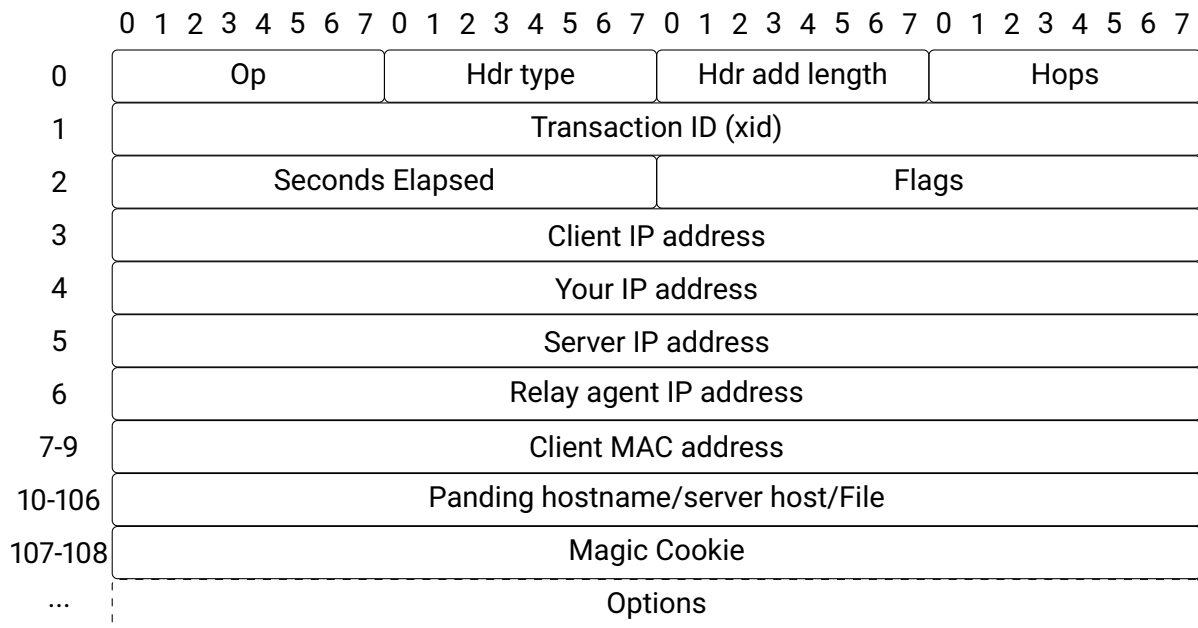 0 1 2 3 4 5 6 7 0 1 2 3 4 5 6 7 0 1 2 3 4 5 6 7 0 1 2 3 4 5 6 7
0 Op Hdr type Hdr add length Hops
1 Transaction ID (xid)
2 Seconds Elapsed Flags
3 Client IP address
4 Your IP address
5 Server IP address
6 Relay agent IP address
7-9 Client MAC address
10-106 Panding hostname/server host/File
107-108 Magic Cookie
... Options